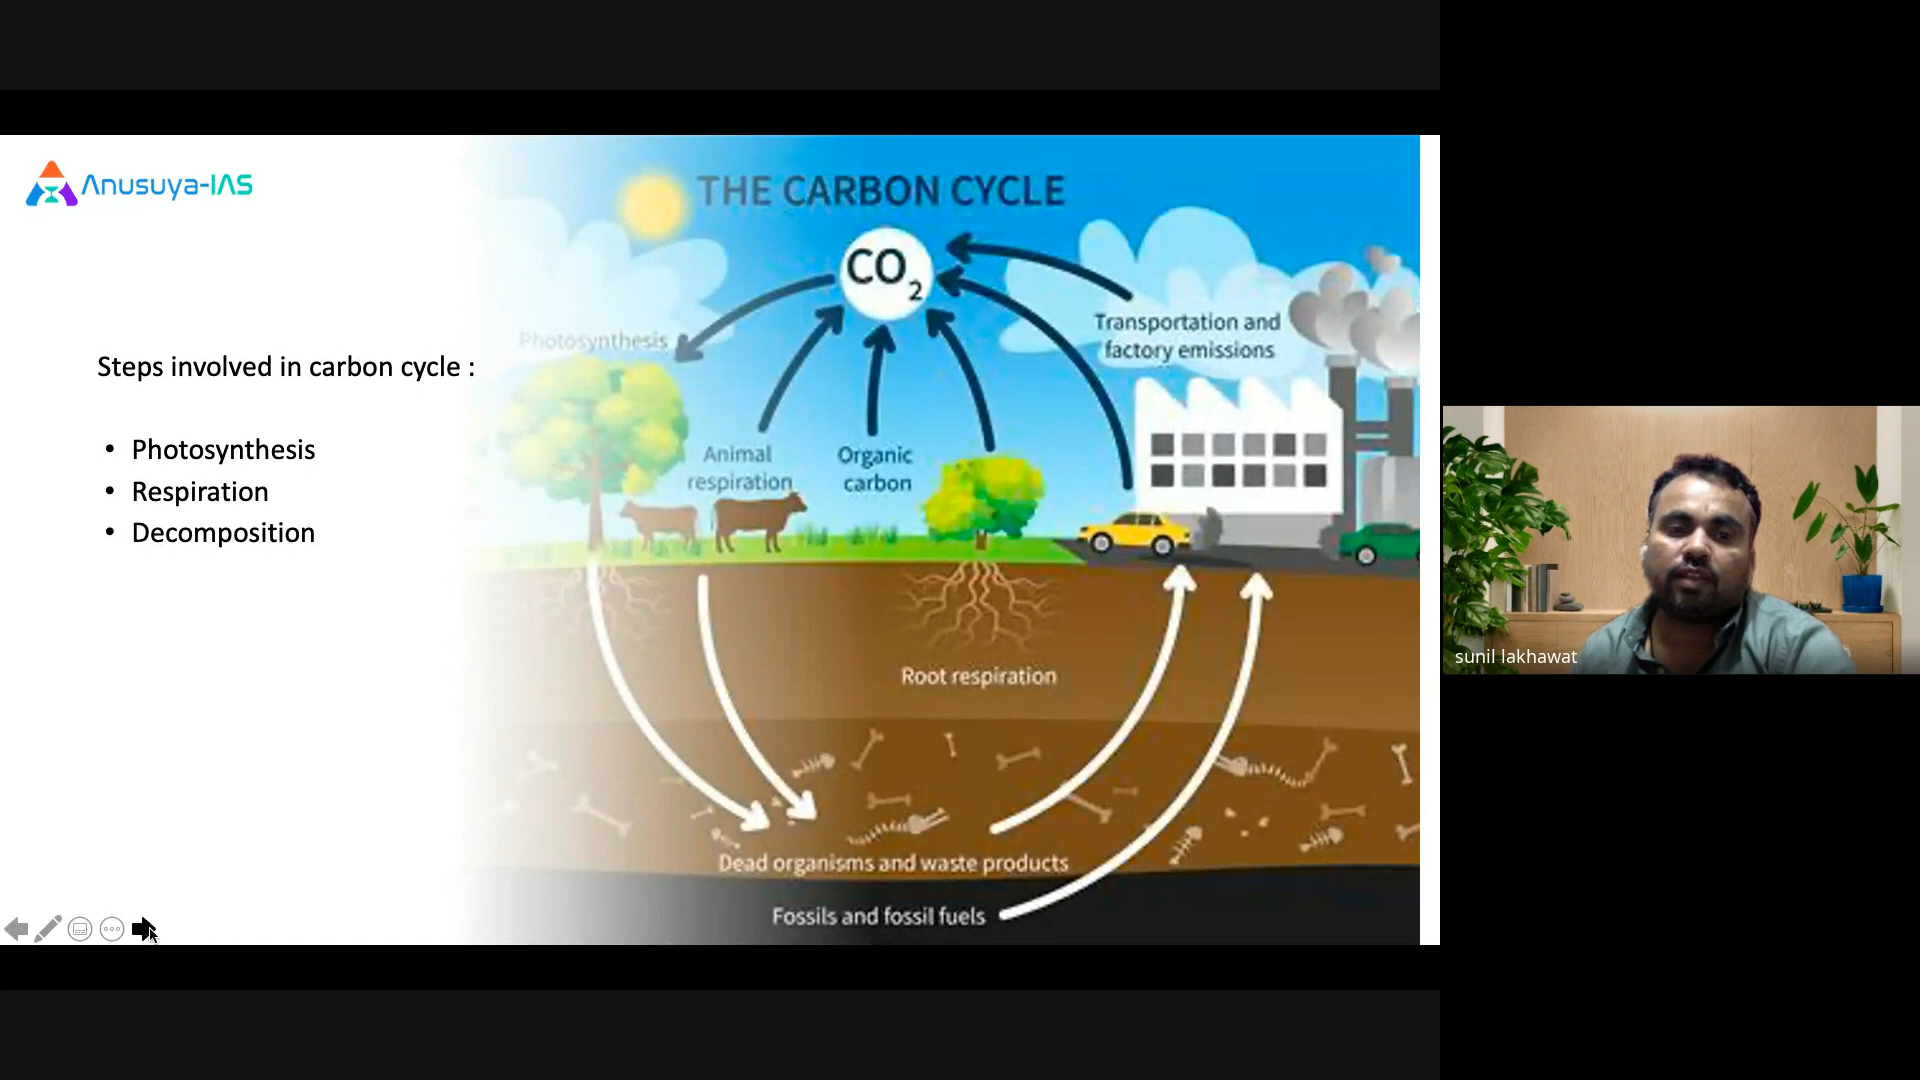 Anusuya-IAS
THE CARBON CYCLE
CO2
Photosynthesis
Transportation and
factory emissions
Steps involved in carbon cycle :
• Photosynthesis
• Respiration
• Decomposition
Animal
respiration
Organic
carbon
Root respiration
Dead organisms and waste products
Fossils and fossil fuels
sunil lakhawat